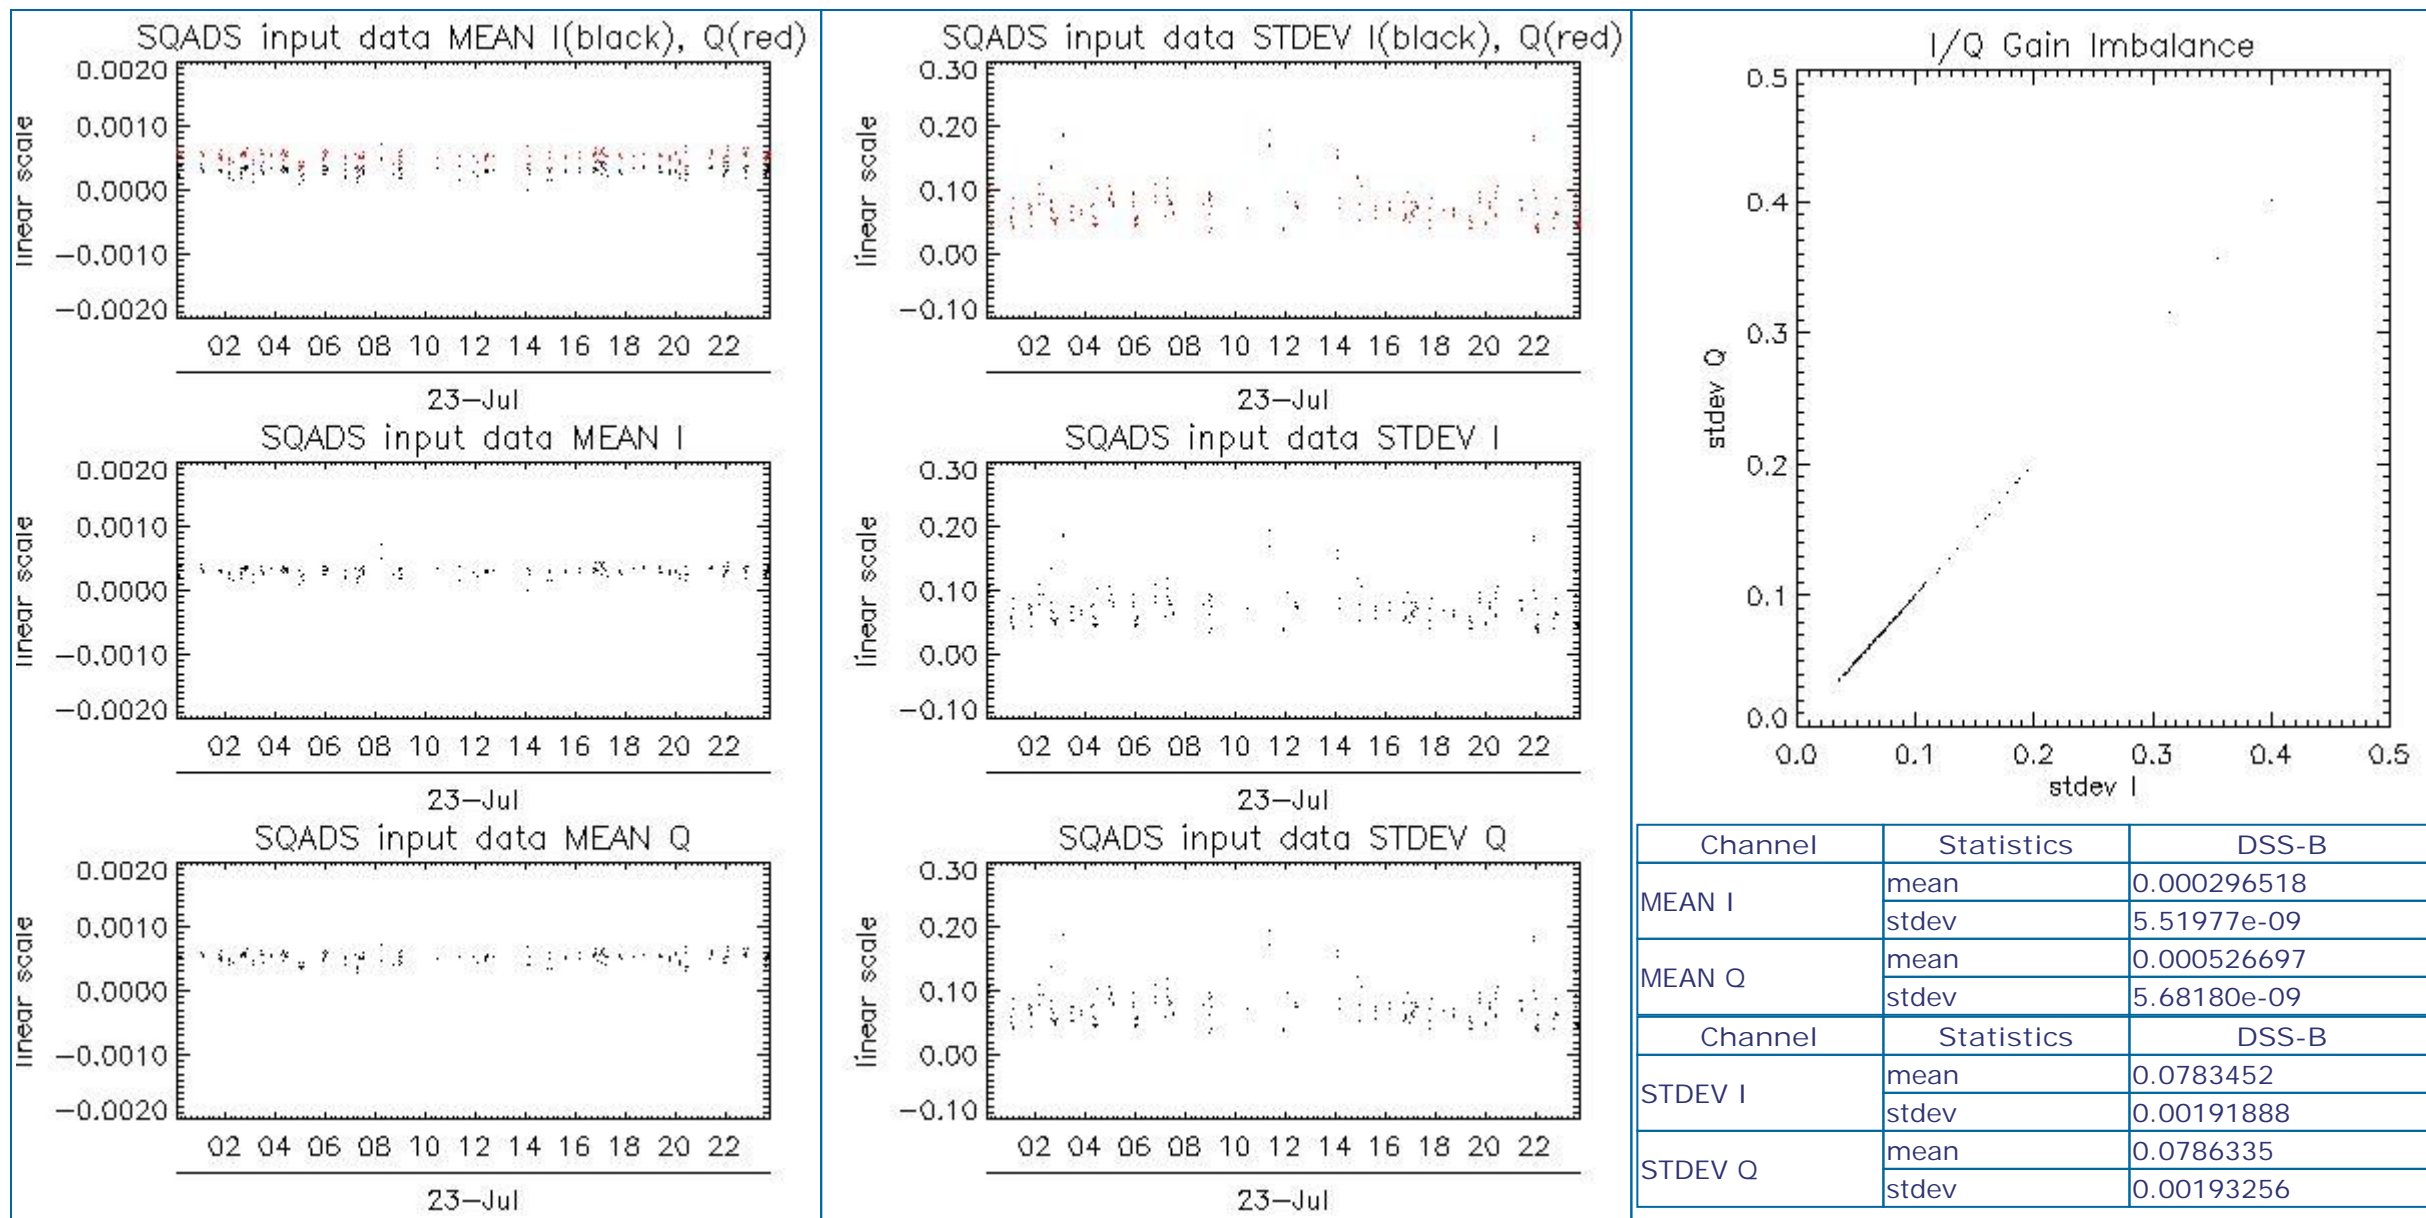 SQADS input data MEAN I(black), Q(red)
linear scale
0.0020
0.0010
0.0000
−0.0010
−0.0020
02 04 06 08 10 12 14 16 18 20 22
23−Jul
SQADS input data MEAN I
linear scale
0.0020
0.0010
0.0000
−0.0010
−0.0020
02 04 06 08 10 12 14 16 18 20 22
23−Jul
SQADS input data MEAN Q
linear scale
0.0020
0.0010
0.0000
−0.0010
−0.0020
02 04 06 08 10 12 14 16 18 20 22
23−Jul
SQADS input data STDEV I(black), Q(red)
linear scale
0.30
0.20
0.10
0.00
−0.10
02 04 06 08 10 12 14 16 18 20 22
23−Jul
SQADS input data STDEV I
linear scale
0.30
0.20
0.10
0.00
−0.10
02 04 06 08 10 12 14 16 18 20 22
23−Jul
SQADS input data STDEV Q
linear scale
0.30
0.20
0.10
0.00
−0.10
02 04 06 08 10 12 14 16 18 20 22
23−Jul
I/Q Gain Imbalance
stdev Q
0.5
0.4
0.3
0.2
0.1
0.0
0.0 0.1 0.2 0.3 0.4 0.5
stdev I
Channel Statistics DSS-B
MEAN I mean 0.000296518
stdev 5.51977e-09
MEAN Q mean 0.000526697
stdev 5.68180e-09
Channel Statistics DSS-B
STDEV I mean 0.0783452
stdev 0.00191888
STDEV Q mean 0.0786335
stdev 0.00193256